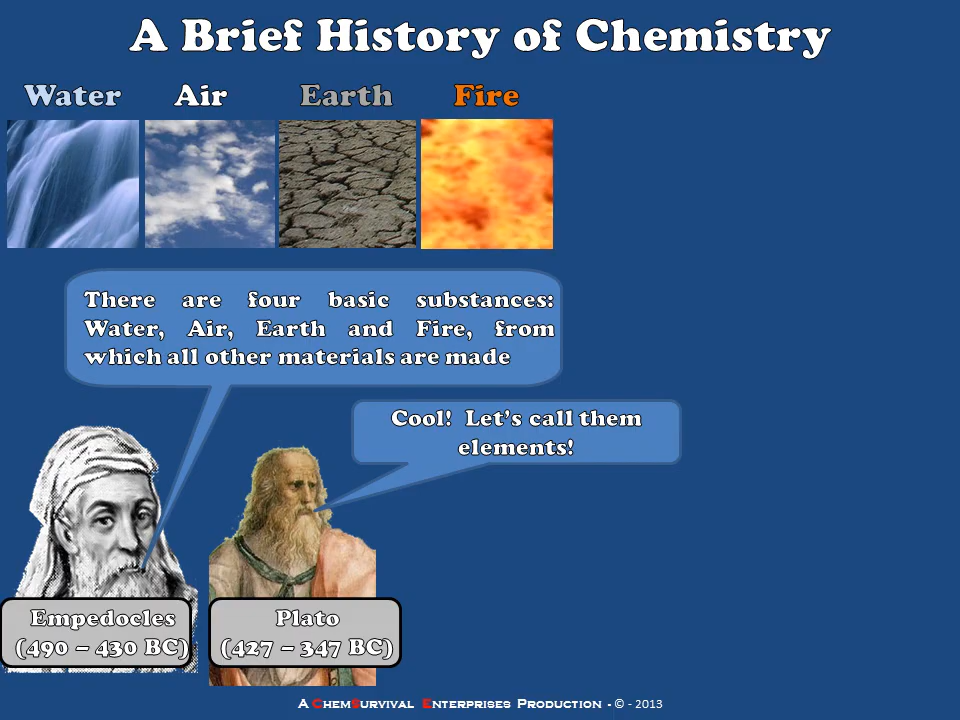 A Brief History of Chemistry
Water Air Earth Fire
There are four basic substances:
Water, Air, Earth and Fire, from
which all other materials are made
Cool! Let's call them
elements!
Empedocles
(490 – 430 BC)
Plato
(427 – 347 BC)
A ChemSurvival Enterprises Production - © - 2013